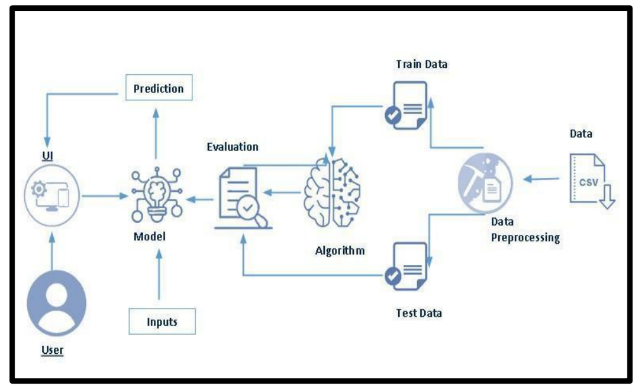 Train Data
Prediction
Data
Evaluation
UI
CSV
Model
Algorithm
Data
Preprocessing
Inputs
Test Data
User